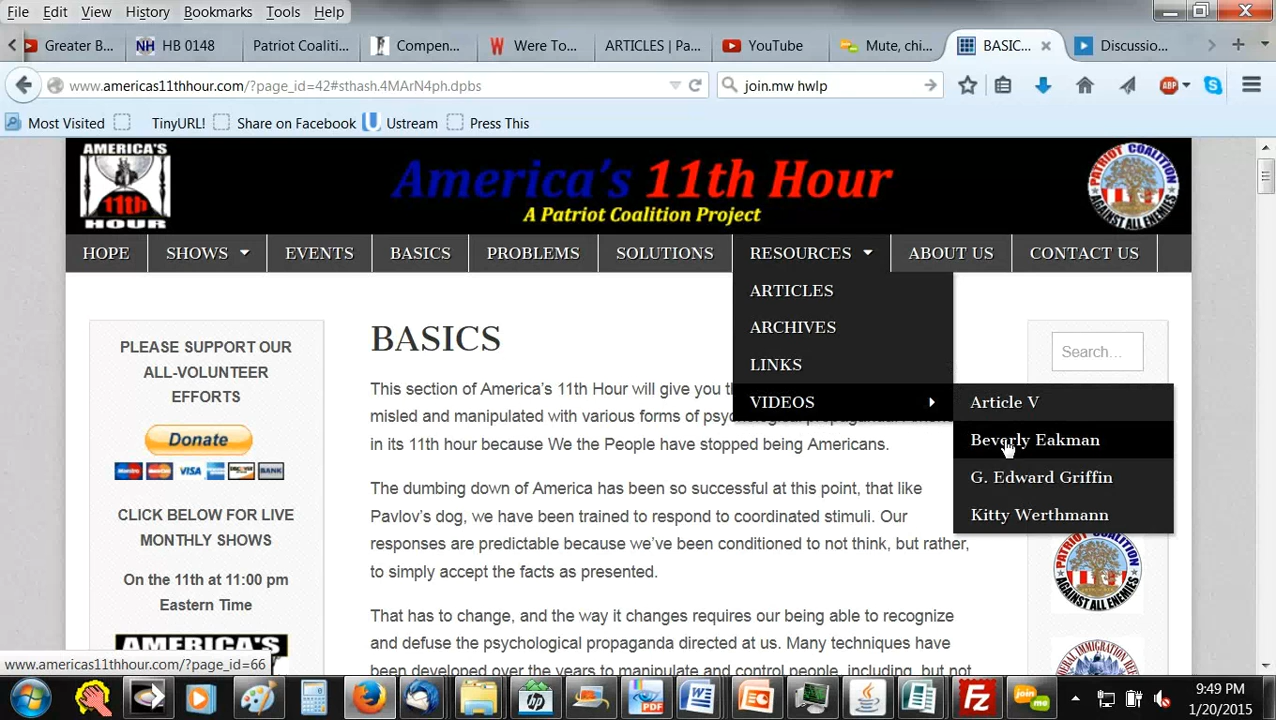 File Edit View History Bookmarks Tools Help
Greater B... HB 0148 Patriot Coaliti... Compen... Were To... ARTICLES | Pa... YouTube Mute, chi... BASIC... Discussio...
www.americas11thhour.com/?page_id=42#sthash.4MArN4ph.dpbs join.mw hwlp
Most Visited TinyURL! Share on Facebook Ustream Press This
AMERICA'S
11th
HOUR
America's 11th Hour
A Patriot Coalition Project
PATRIOT COALITION
AGAINST ALL ENEMIES
HOPE SHOWS EVENTS BASICS PROBLEMS SOLUTIONS RESOURCES ABOUT US CONTACT US
ARTICLES
ARCHIVES
LINKS
VIDEOS
Article V
Beverly Eakman
G. Edward Griffin
Kitty Werthmann
PLEASE SUPPORT OUR
ALL-VOLUNTEER
EFFORTS
Donate
VISA BANK
CLICK BELOW FOR LIVE
MONTHLY SHOWS
On the 11th at 11:00 pm
Eastern Time
AMERICA'S
BASICS
This section of America's 11th Hour will give you
misled and manipulated with various forms of
in its 11th hour because We the People have stopped being Americans.
The dumbing down of America has been so successful at this point, that like
Pavlov's dog, we have been trained to respond to coordinated stimuli. Our
responses are predictable because we've been conditioned to not think, but rather,
to simply accept the facts as presented.
That has to change, and the way it changes requires our being able to recognize
and defuse the psychological propaganda directed at us. Many techniques have
been developed over the years to manipulate and control people, including, but not
Search...
PATRIOT COALITION
AGAINST ALL ENEMIES
www.americas11thhour.com/?page_id=66
PDF
join me
9:49 PM
1/20/2015